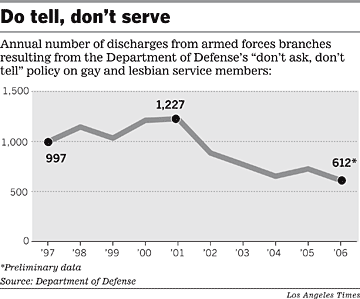 Do tell, don't serve
Annual number of discharges from armed forces branches
resulting from the Department of Defense's “don't ask, don't
tell” policy on gay and lesbian service members:
1,500
1,227
1,000
997
612*
500
0
'97 '98 '99 '00 '01 '02 '03 '04 '05 '06
*Preliminary data
Source: Department of Defense
Los Angeles Times